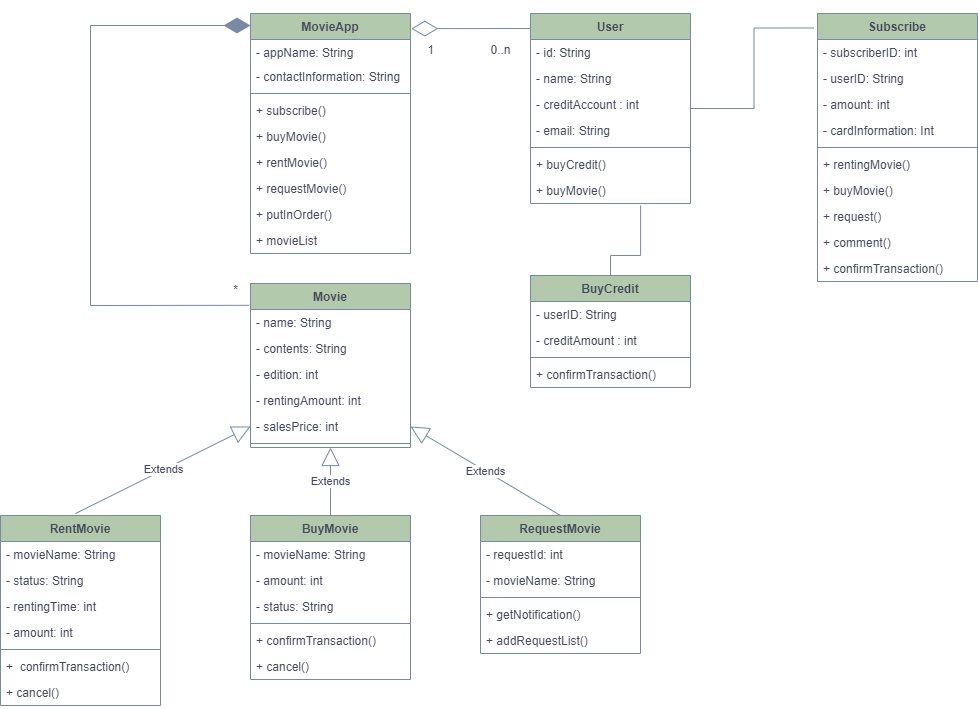 MovieApp
- appName: String
- contactInformation: String
+ subscribe()
+ buyMovie()
+ rentMovie()
+ requestMovie()
+ putInOrder()
+ movieList
1
0..n
User
- id: String
- name: String
- creditAccount : int
- email: String
+ buyCredit()
+ buyMovie()
Subscribe
- subscriberID: int
- userID: String
- amount: int
- cardInformation: Int
+ rentingMovie()
+ buyMovie()
+ request()
+ comment()
+ confirmTransaction()
*
Movie
- name: String
- contents: String
- edition: int
- rentingAmount: int
- salesPrice: int
BuyCredit
- userID: String
- creditAmount : int
+ confirmTransaction()
Extends
Extends
Extends
RentMovie
- movieName: String
- status: String
- rentingTime: int
- amount: int
+ confirmTransaction()
+ cancel()
BuyMovie
- movieName: String
- amount: int
- status: String
+ confirmTransaction()
+ cancel()
RequestMovie
- requestId: int
- movieName: String
+ getNotification()
+ addRequestList()